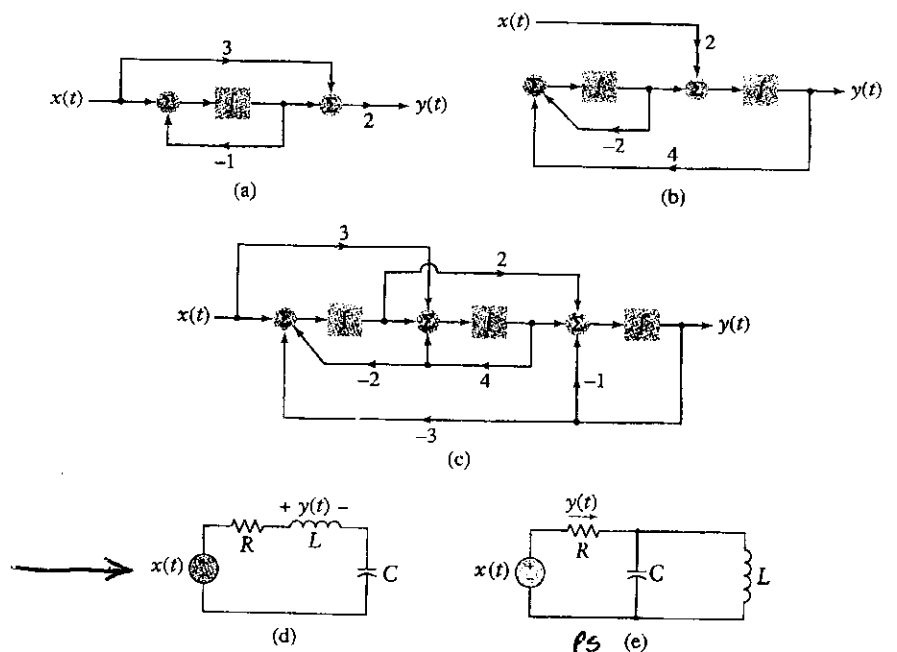 x(t)
2
3
x(t) Σ ∫ Σ y(t)
2
-1
(a)
Σ ∫ Σ ∫ y(t)
-2
4
(b)
3
2
x(t) Σ ∫ Σ ∫ Σ ∫ y(t)
-2
4
-1
-3
(c)
+ y(t) -
R
L
x(t)
C
(d)
y(t)
R
x(t)
+
-
C
L
PS (e)